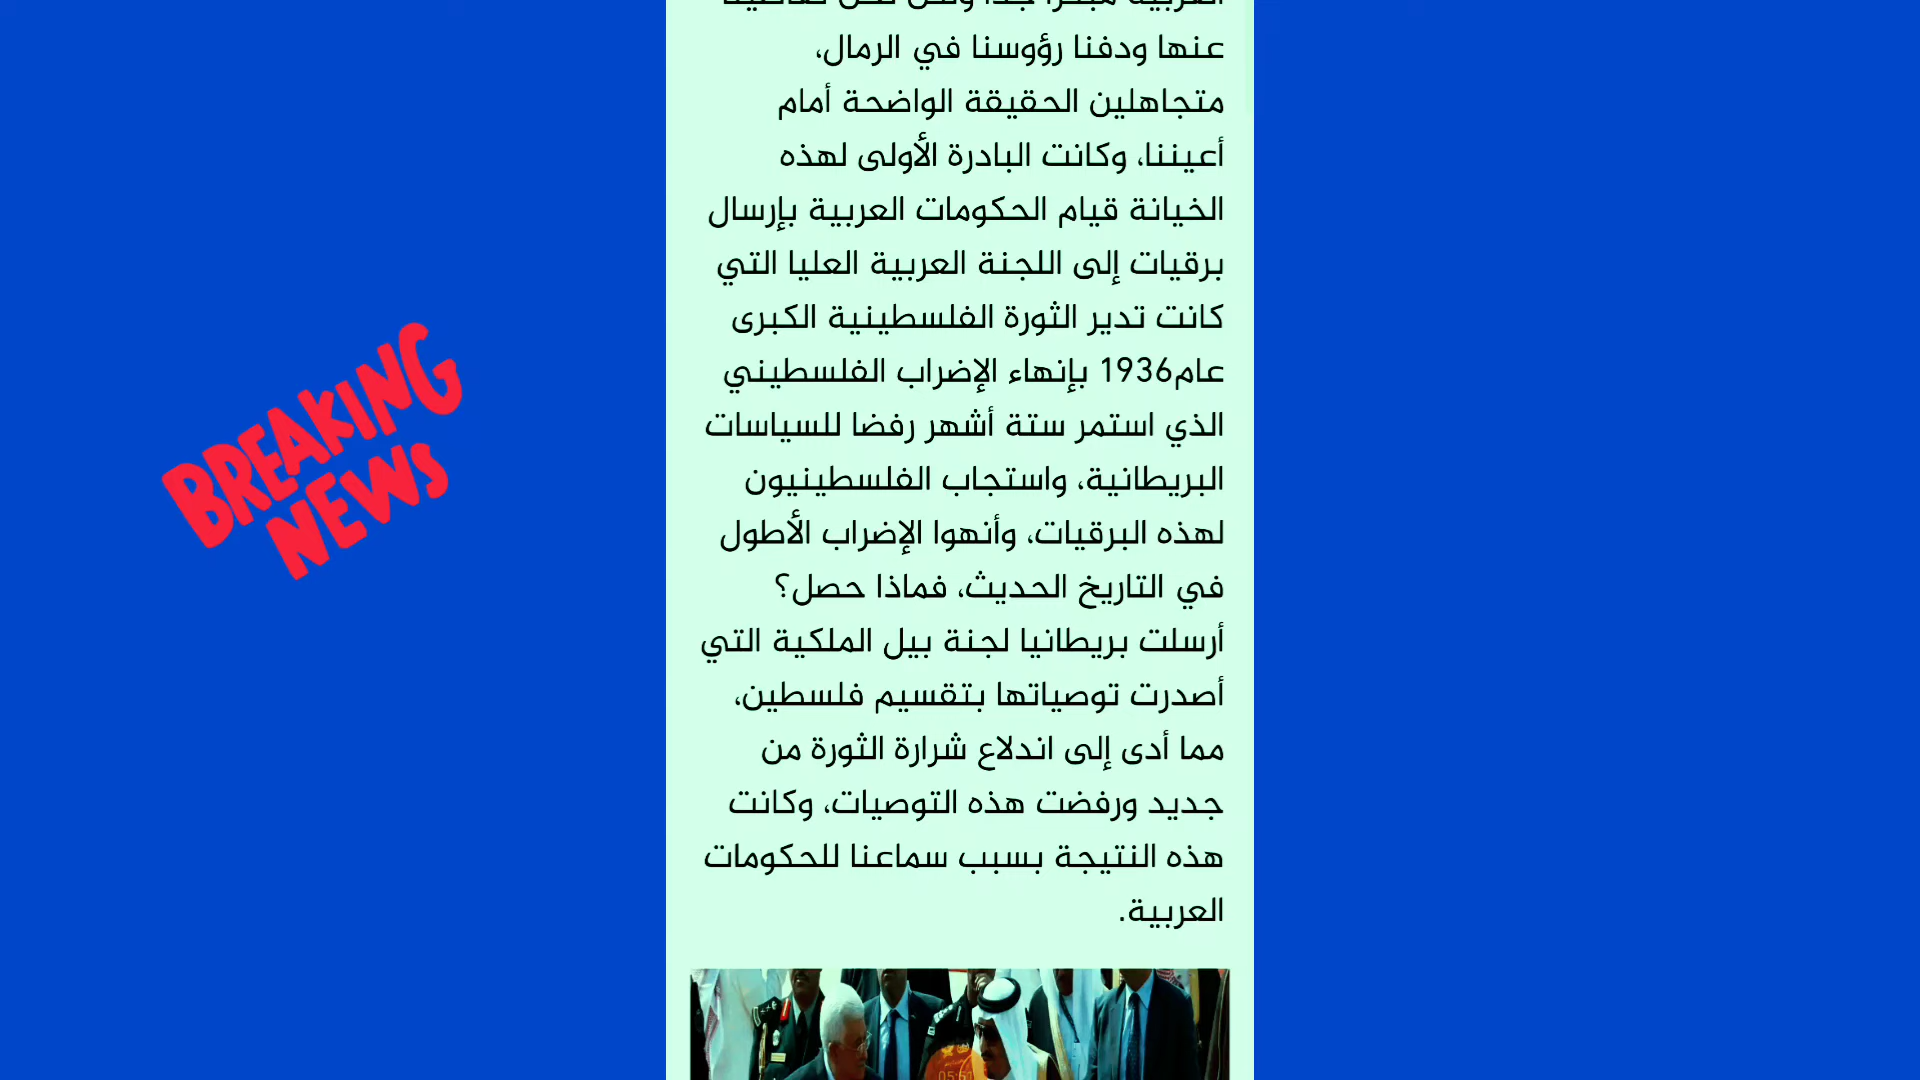 عنها ودفنا رؤوسنا في الرمال،
متجاهلين الحقيقة الواضحة أمام
أعيننا، وكانت البادرة الأولى لهذه
الخيانة قيام الحكومات العربية بإرسال
برقيات إلى اللجنة العربية العليا التي
كانت تدير الثورة الفلسطينية الكبرى
عام1936 بإنهاء الإضراب الفلسطيني
الذي استمر ستة أشهر رفضا للسياسات
البريطانية، واستجاب الفلسطينيون
لهذه البرقيات، وأنهوا الإضراب الأطول
في التاريخ الحديث، فماذا حصل؟
أرسلت بريطانيا لجنة بيل الملكية التي
أصدرت توصياتها بتقسيم فلسطين،
مما أدى إلى اندلاع شرارة الثورة من
جديد ورفضت هذه التوصيات، وكانت
هذه النتيجة بسبب سماعنا للحكومات
العربية.
BREAKING
NEWS
05:51